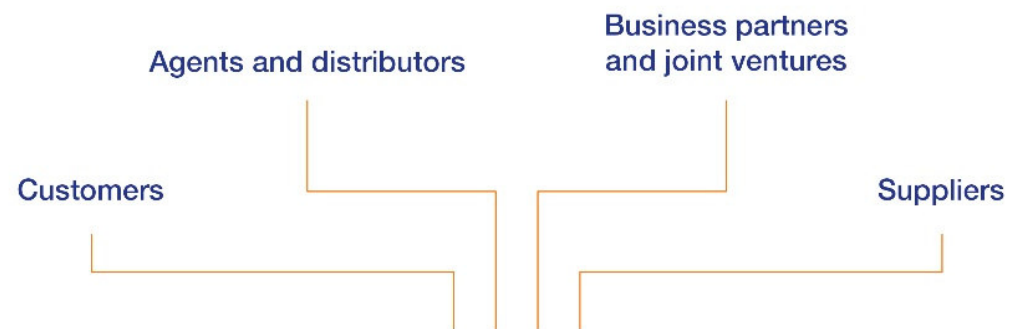 Business partners
and joint ventures
Agents and distributors
Customers
Suppliers